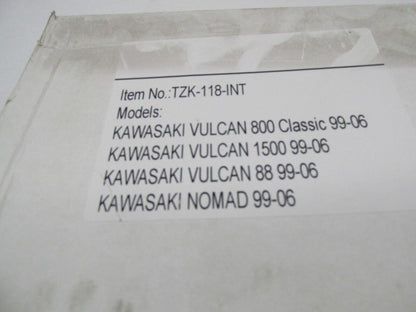 Item No.:TZK-118-INT
Models:
KAWASAKI VULCAN 800 Classic 99-06
KAWASAKI VULCAN 1500 99-06
KAWASAKI VULCAN 88 99-06
KAWASAKI NOMAD 99-06